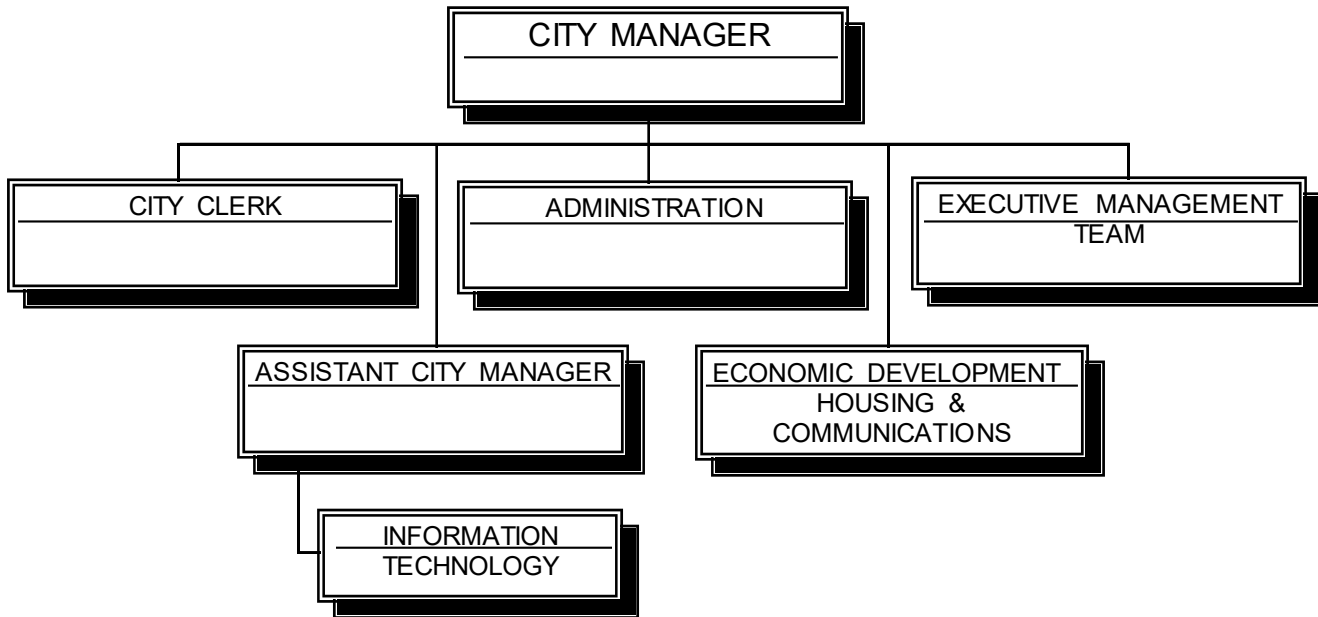 CITY MANAGER
CITY CLERK
ADMINISTRATION
EXECUTIVE MANAGEMENT
TEAM
ASSISTANT CITY MANAGER
ECONOMIC DEVELOPMENT
HOUSING &
COMMUNICATIONS
INFORMATION
TECHNOLOGY